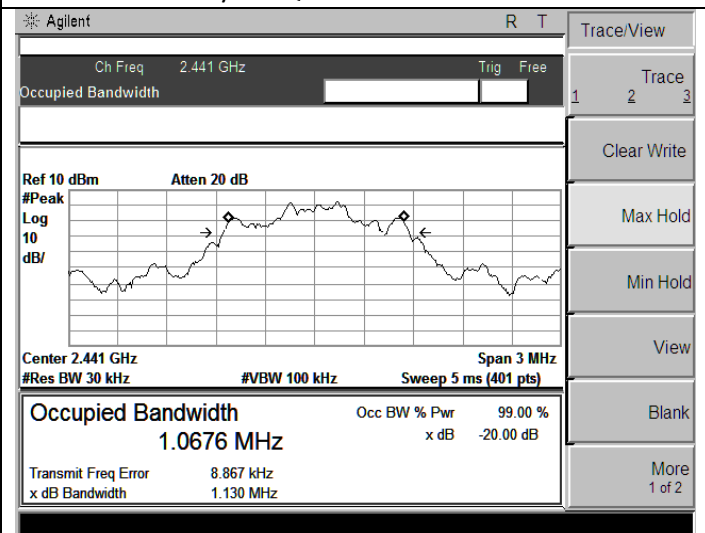 Agilent R T
Trace/View
Ch Freq 2.441 GHz Trig Free
Occupied Bandwidth
Trace
1 2 3
Clear Write
Ref 10 dBm Atten 20 dB
#Peak
Log
10
dB/
Max Hold
Min Hold
View
Center 2.441 GHz Span 3 MHz
#Res BW 30 kHz #VBW 100 kHz Sweep 5 ms (401 pts)
Occupied Bandwidth Occ BW % Pwr 99.00 %
1.0676 MHz x dB -20.00 dB
Blank
Transmit Freq Error 8.867 kHz
x dB Bandwidth 1.130 MHz
More
1 of 2